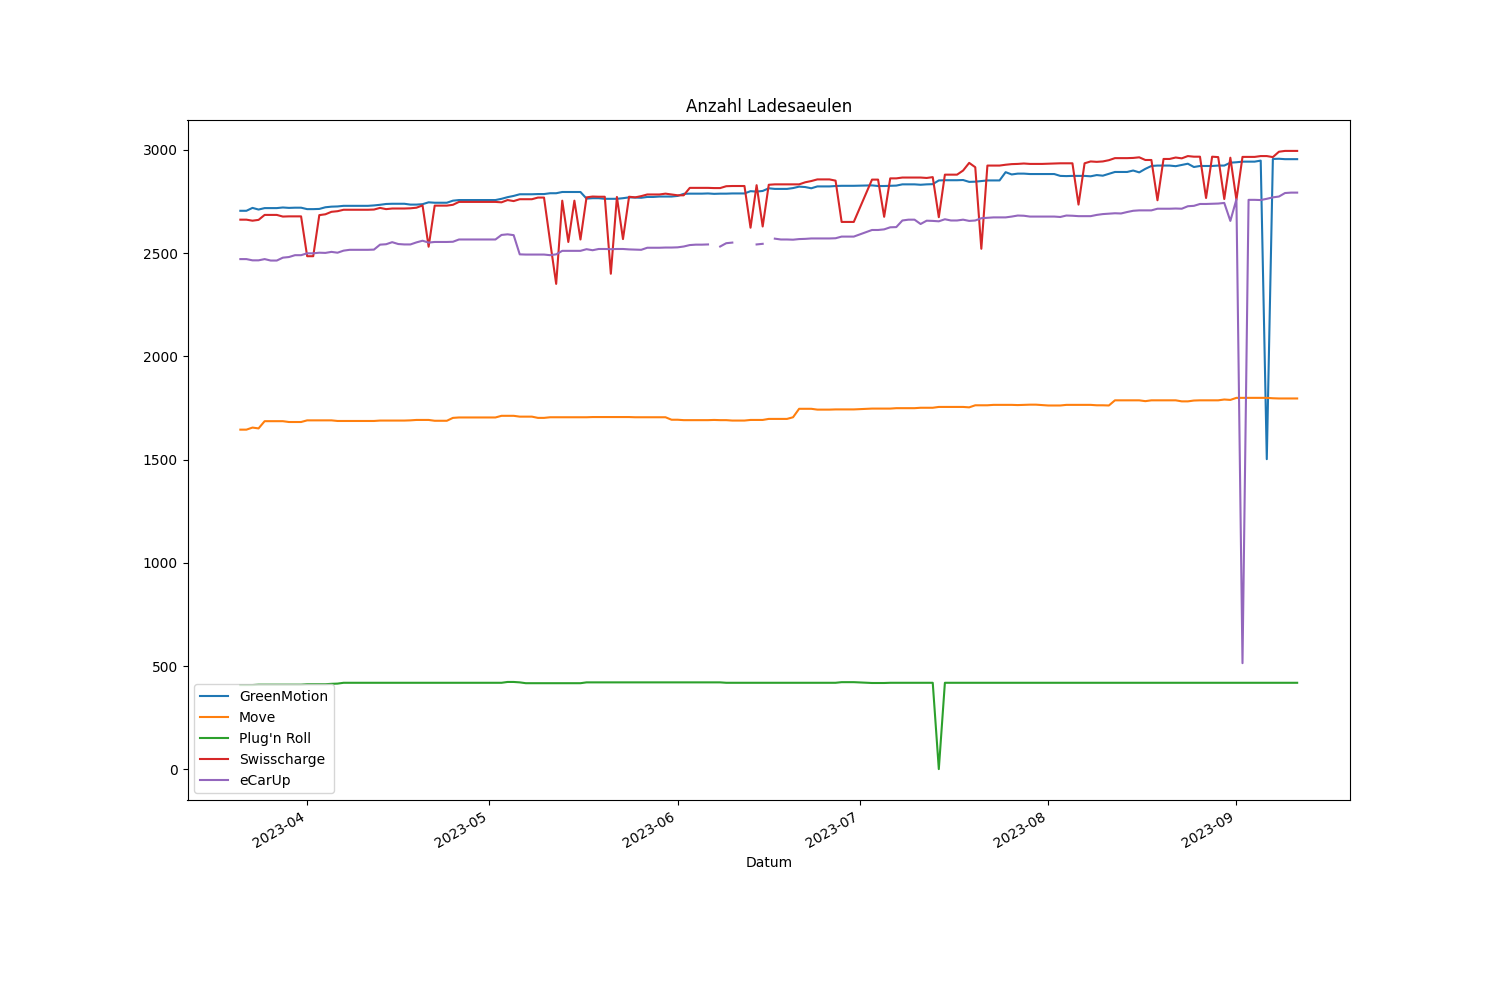 Anzahl Ladesaeulen
3000
2500
2000
1500
1000
500
0
GreenMotion
Move
Plug'n Roll
Swisscharge
eCarUp
2023-04
2023-05
2023-06
2023-07
2023-08
2023-09
Datum